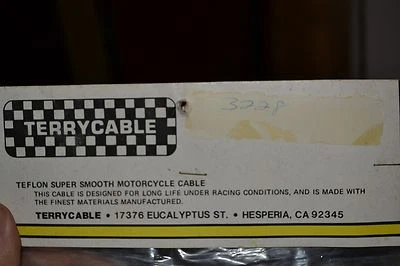 TERRYCABLE
3228
TEFLON SUPER SMOOTH MOTORCYCLE CABLE
THIS CABLE IS DESIGNED FOR LONG LIFE UNDER RACING CONDITIONS, AND IS MADE WITH
THE FINEST MATERIALS MANUFACTURED.
TERRYCABLE • 17376 EUCALYPTUS ST. • HESPERIA, CA 92345